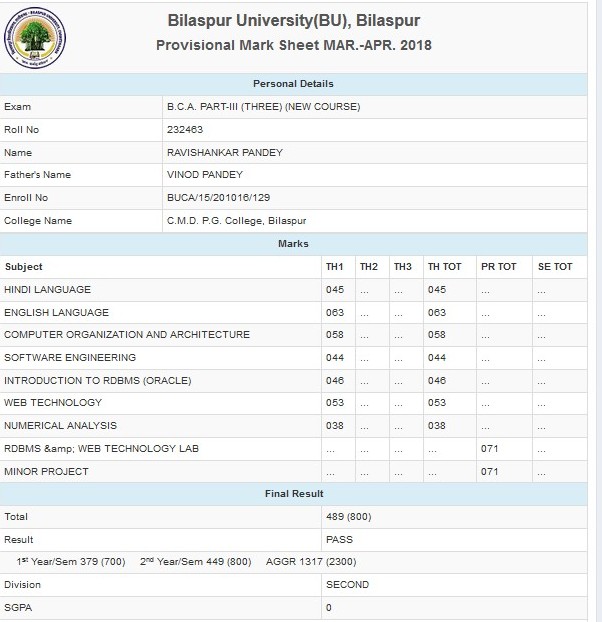 Bilaspur University(BU), Bilaspur
Provisional Mark Sheet MAR.-APR. 2018
Personal Details
Exam B.C.A. PART-III (THREE) (NEW COURSE)
Roll No 232463
Name RAVISHANKAR PANDEY
Father's Name VINOD PANDEY
Enroll No BUCA/15/201016/129
College Name C.M.D. P.G. College, Bilaspur
Marks
Subject TH1 TH2 TH3 TH TOT PR TOT SE TOT
HINDI LANGUAGE 045 ... ... 045 ... ...
ENGLISH LANGUAGE 063 ... ... 063 ... ...
COMPUTER ORGANIZATION AND ARCHITECTURE 058 ... ... 058 ... ...
SOFTWARE ENGINEERING 044 ... ... 044 ... ...
INTRODUCTION TO RDBMS (ORACLE) 046 ... ... 046 ... ...
WEB TECHNOLOGY 053 ... ... 053 ... ...
NUMERICAL ANALYSIS 038 ... ... 038 ... ...
RDBMS &amp; WEB TECHNOLOGY LAB ... ... ... ... 071 ...
MINOR PROJECT ... ... ... ... 071 ...
Final Result
Total 489 (800)
Result PASS
1st Year/Sem 379 (700) 2nd Year/Sem 449 (800) AGGR 1317 (2300)
Division SECOND
SGPA 0